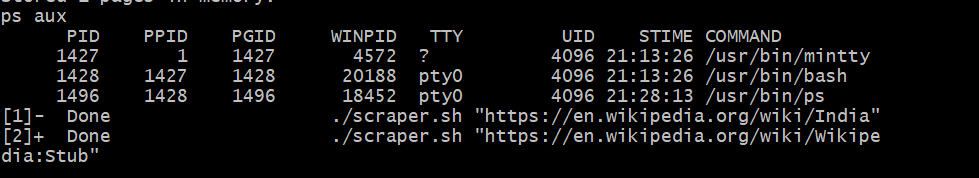 Stored 2 pages in memory.
ps aux
PID PPID PGID WINPID TTY UID STIME COMMAND
1427 1 1427 4572 ? 4096 21:13:26 /usr/bin/mintty
1428 1427 1428 20188 pty0 4096 21:13:26 /usr/bin/bash
1496 1428 1496 18452 pty0 4096 21:28:13 /usr/bin/ps
[1]- Done ./scraper.sh "https://en.wikipedia.org/wiki/India"
[2]+ Done ./scraper.sh "https://en.wikipedia.org/wiki/Wikipe
dia:Stub"